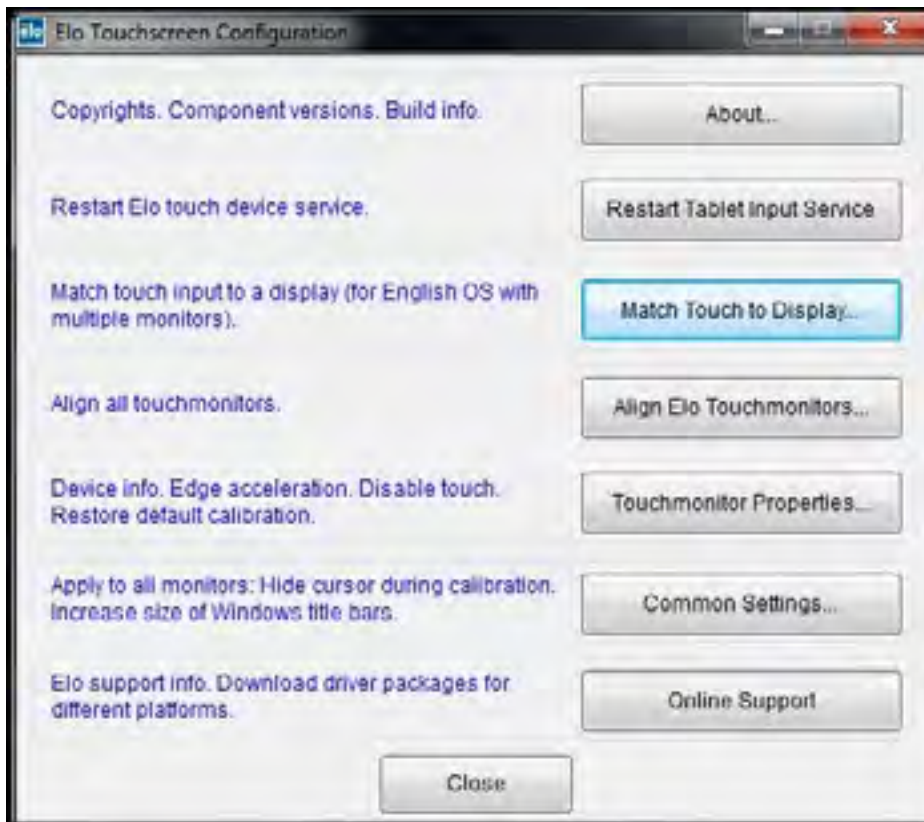 Elo Elo Touchscreen Configuration
Copyrights. Component versions. Build info.
About...
Restart Elo touch device service.
Restart Tablet Input Service
Match touch input to a display (for English OS with
multiple monitors).
Match Touch to Display...
Align all touchmonitors.
Align Elo Touchmonitors...
Device info. Edge acceleration. Disable touch.
Restore default calibration.
Touchmonitor Properties...
Apply to all monitors: Hide cursor during calibration.
Increase size of Windows title bars.
Common Settings...
Elo support info. Download driver packages for
different platforms.
Online Support
Close